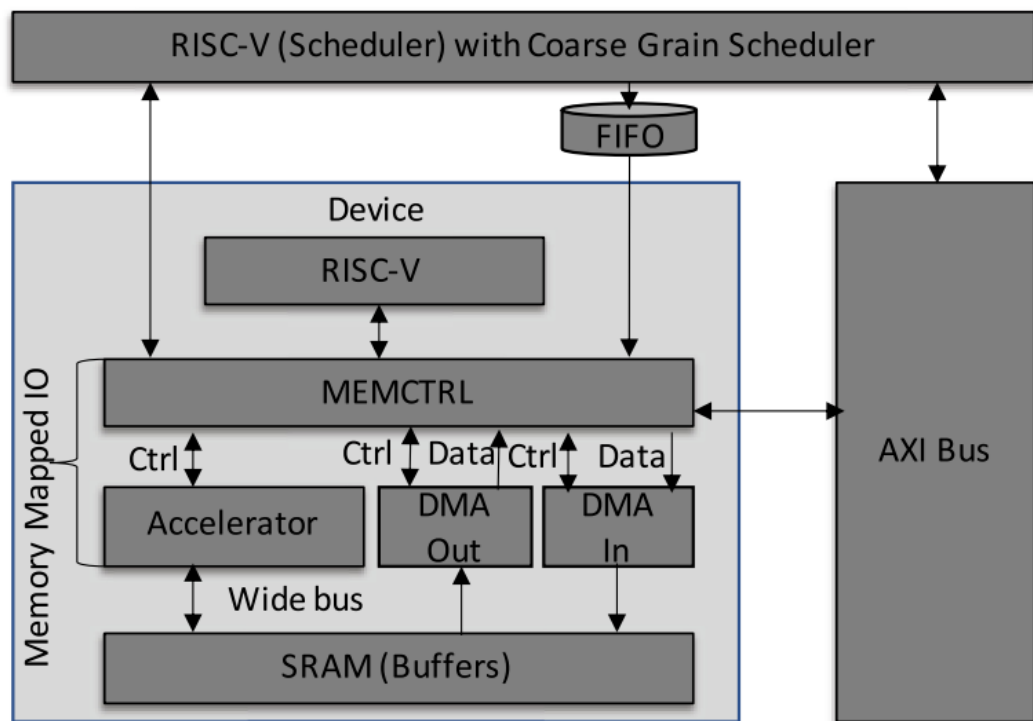 RISC-V (Scheduler) with Coarse Grain Scheduler
FIFO
Device
RISC-V
MEMCTRL
Memory Mapped IO
Ctrl
Ctrl
Data
Ctrl
Data
AXI Bus
Accelerator
DMA
Out
DMA
In
Wide bus
SRAM (Buffers)